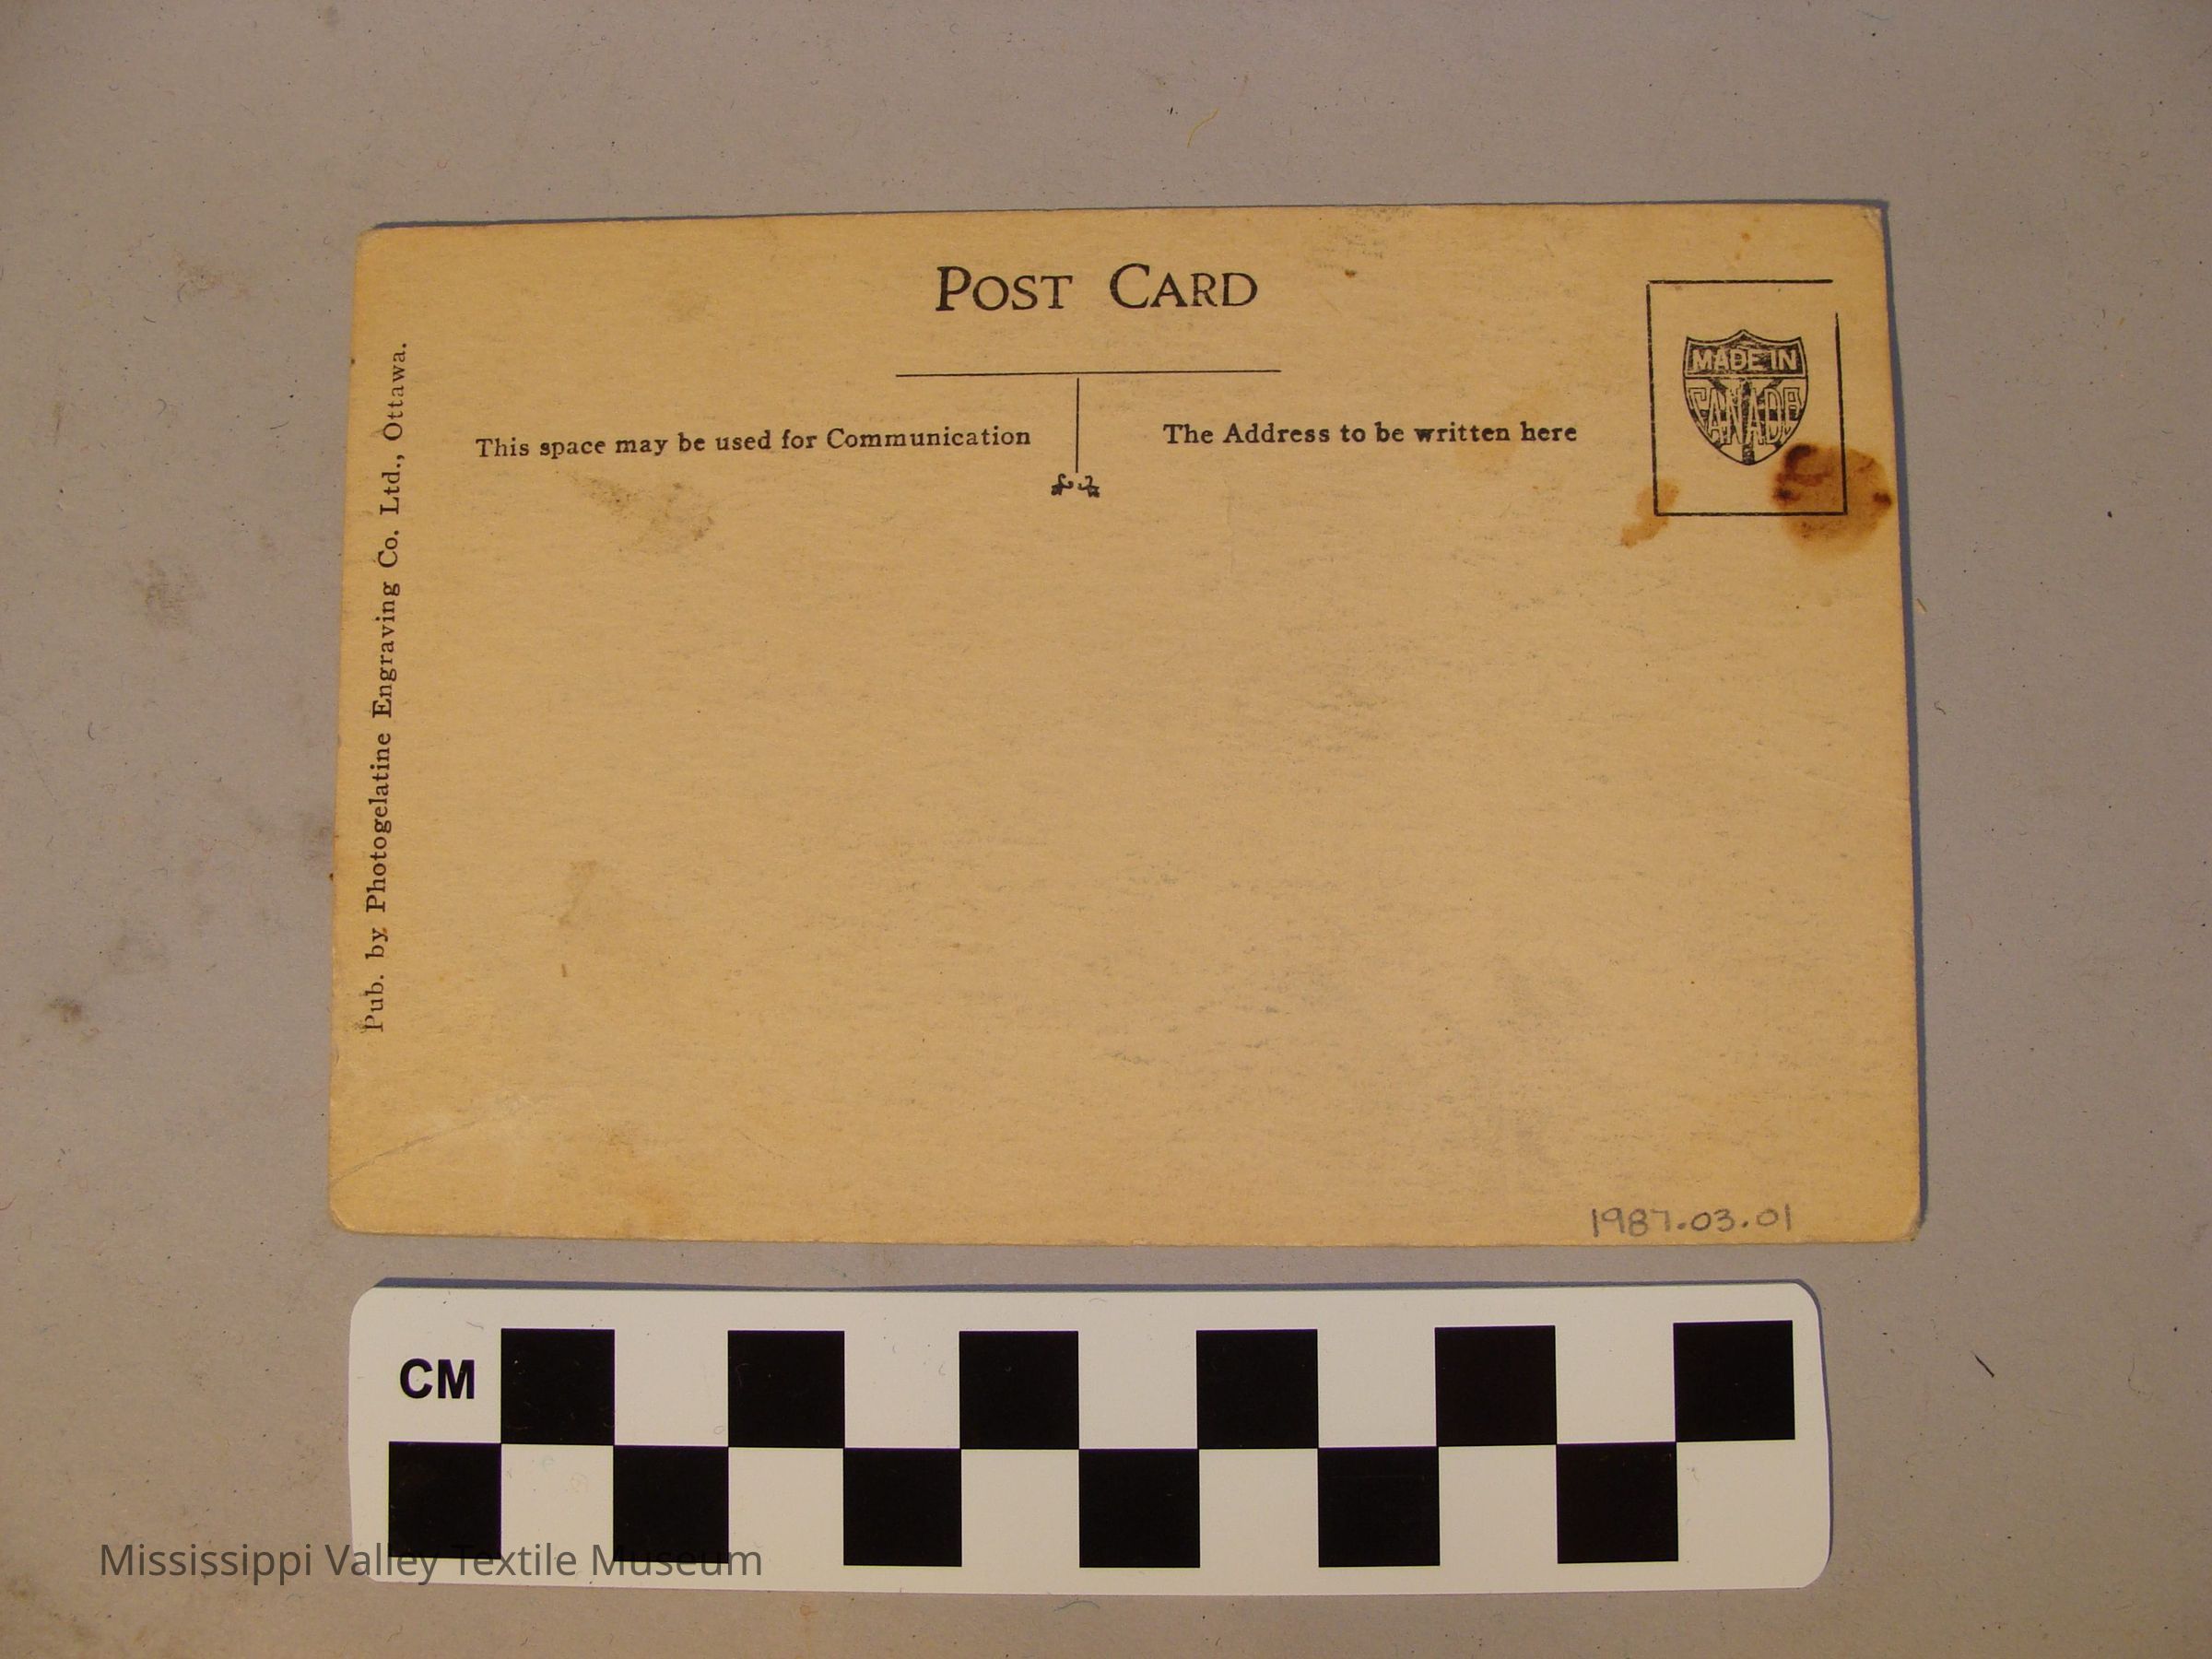 POST CARD
This space may be used for Communication
The Address to be written here
MADE IN
CANADA
Pub. by Photogelatine Engraving Co. Ltd., Ottawa.
1987.03.01
CM
Mississippi Valley Textile Museum